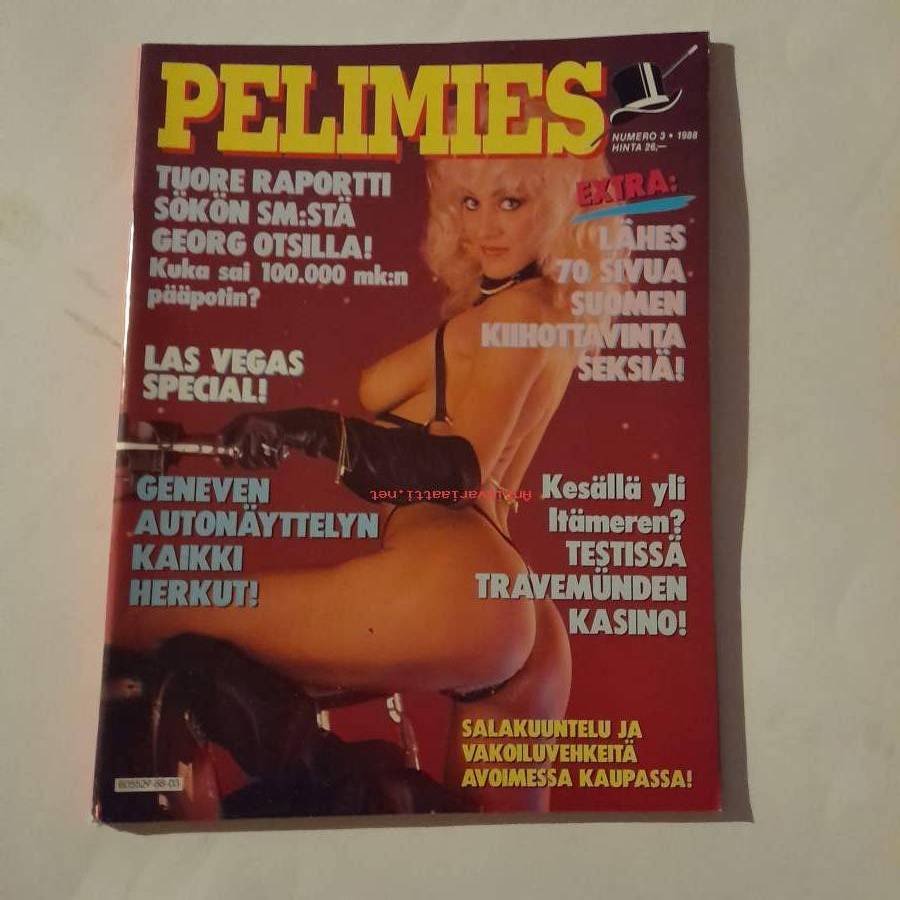 PELIMIES
NUMERO 3 • 1988
HINTA 26,—
TUORE RAPORTTI
SÖKÖN SM:STÄ
GEORG OTSILLA!
Kuka sai 100.000 mk:n
pääpotin?
EXTRA:
LÄHES
70 SIVUA
SUOMEN
KIIHOTTAVINTA
SEKSIÄ!
LAS VEGAS
SPECIAL!
GENEVEN
AUTONÄYTTELYN
KAIKKI
HERKUT!
Antikvariaatti.net
Kesällä yli
Itämeren?
TESTISSÄ
TRAVEMÜNDEN
KASINO!
SALAKUUNTELU JA
VAKOILUVEHKEITÄ
AVOIMESSA KAUPASSA!